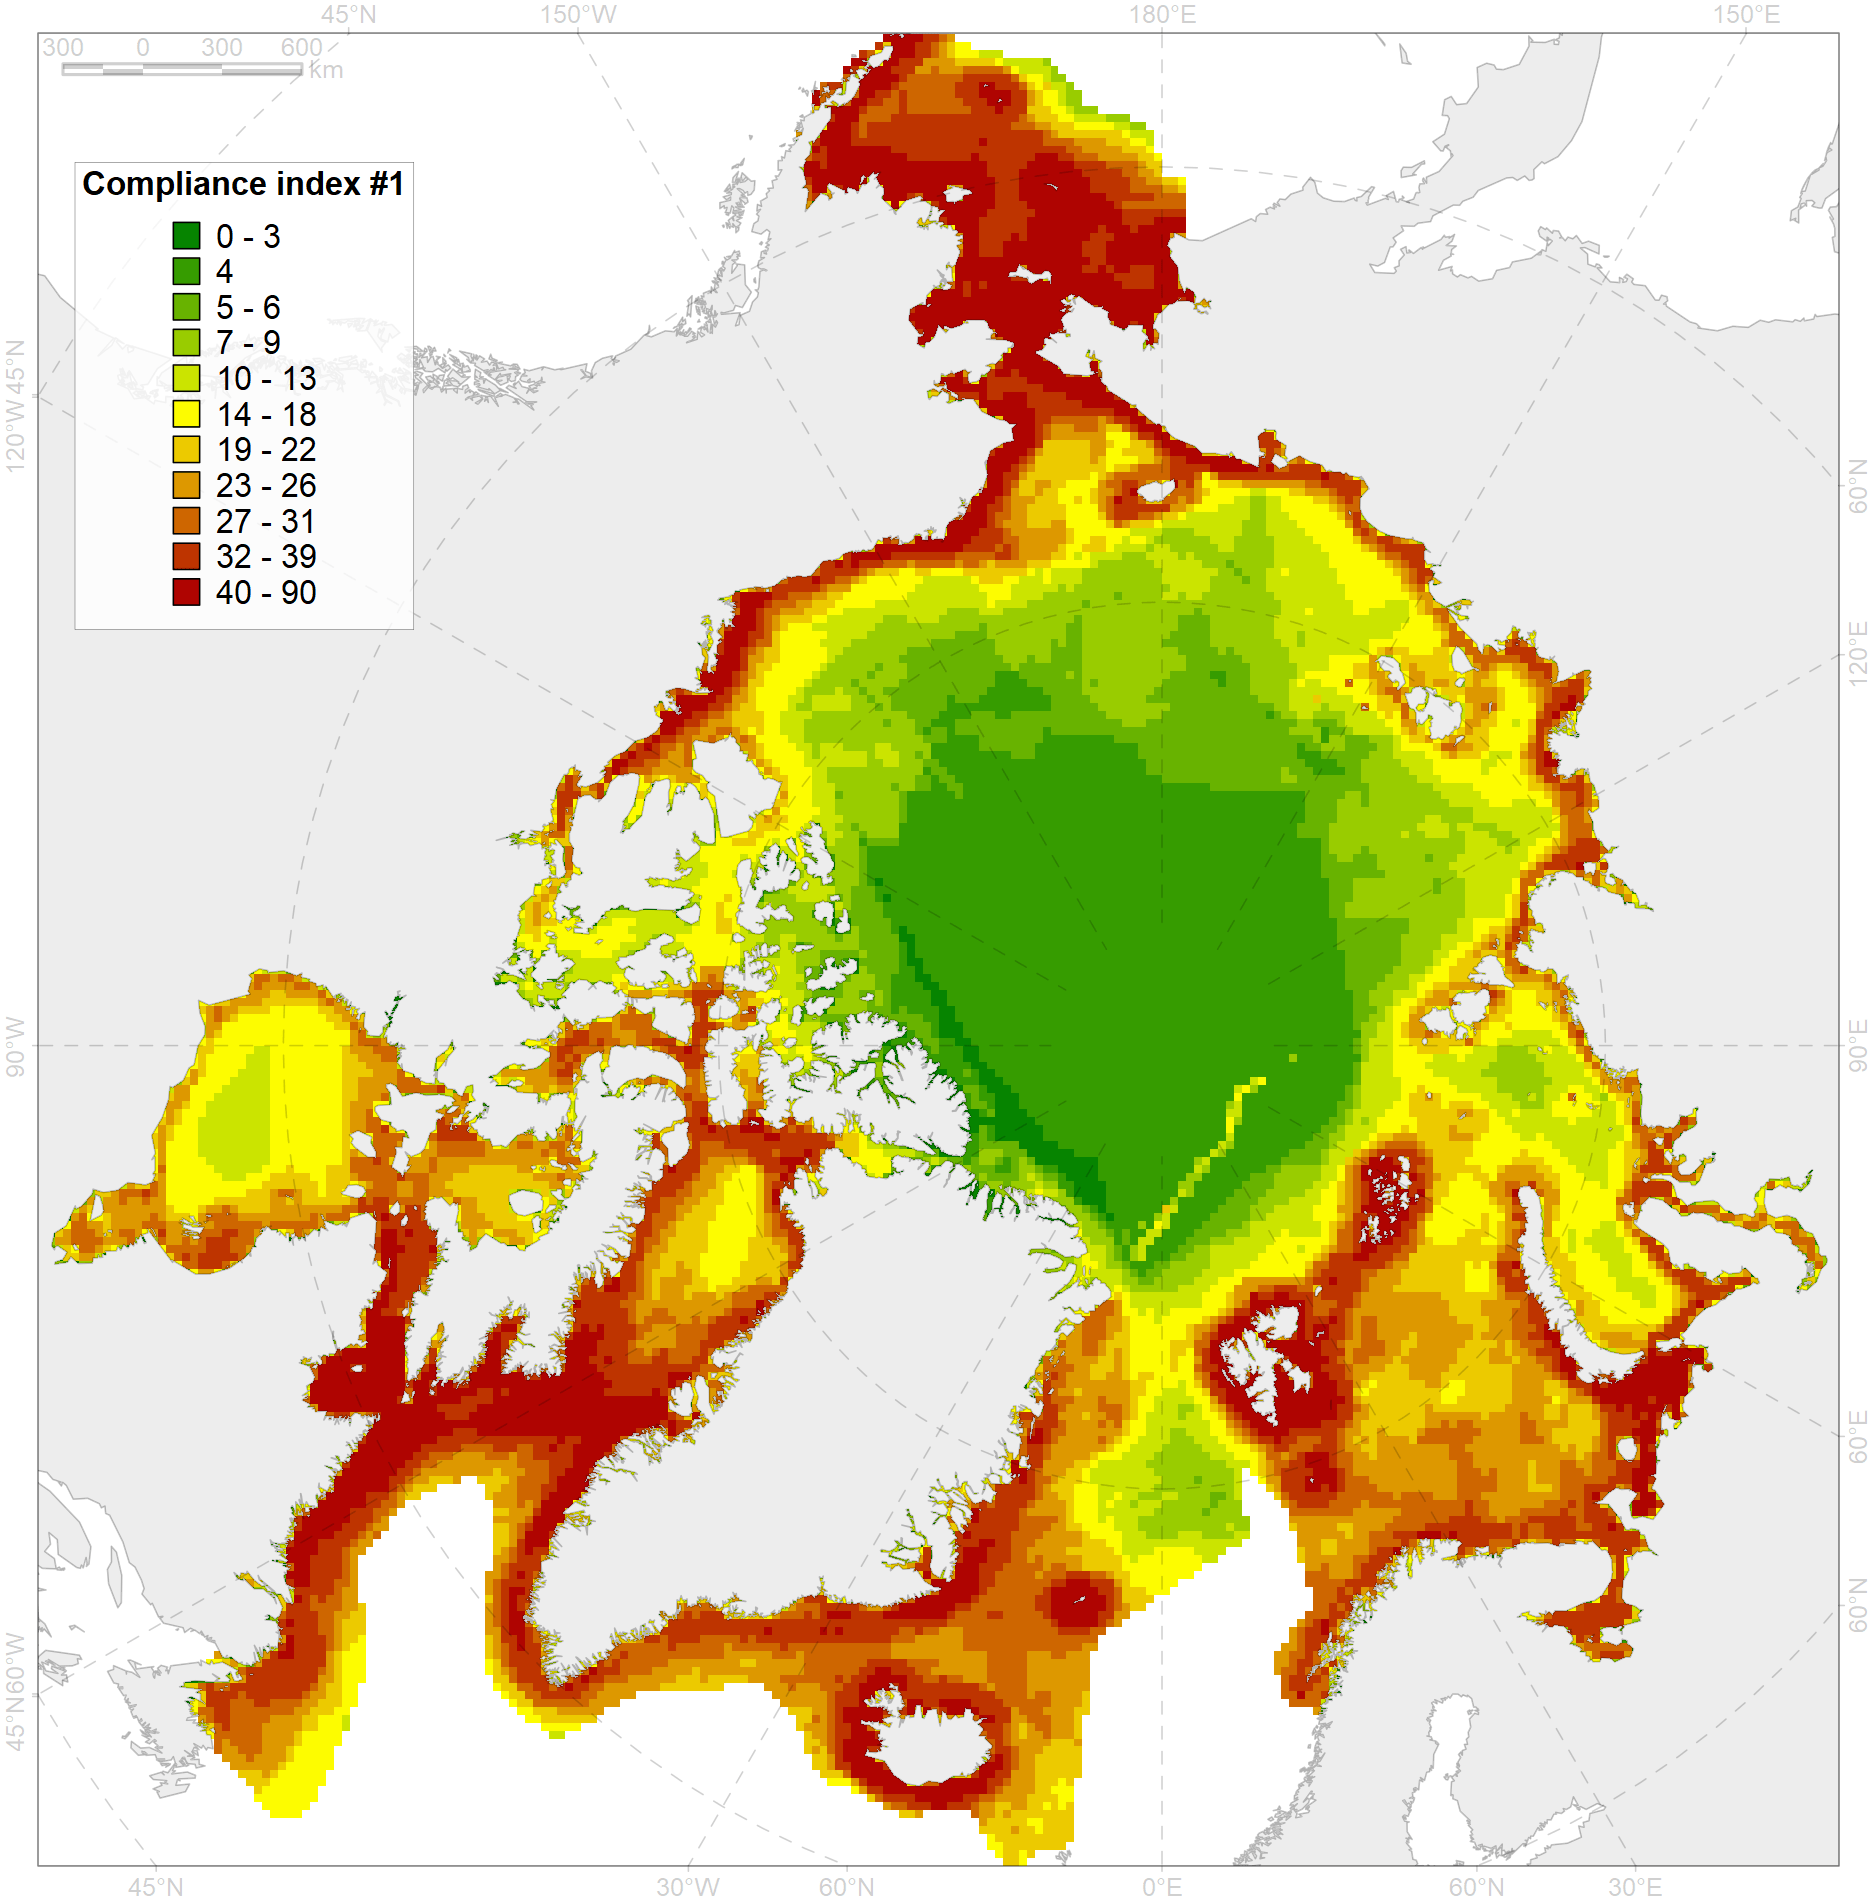 45°N 150°W 180°E 150°E
300 0 300 600 km
Compliance index #1
0 - 3
4
5 - 6
7 - 9
10 - 13
14 - 18
19 - 22
23 - 26
27 - 31
32 - 39
40 - 90
45°N
120°W
90°W
60°W
45°N
60°N
120°E
90°E
60°E
60°N
45°N 30°W 60°N 0°E 60°N 30°E